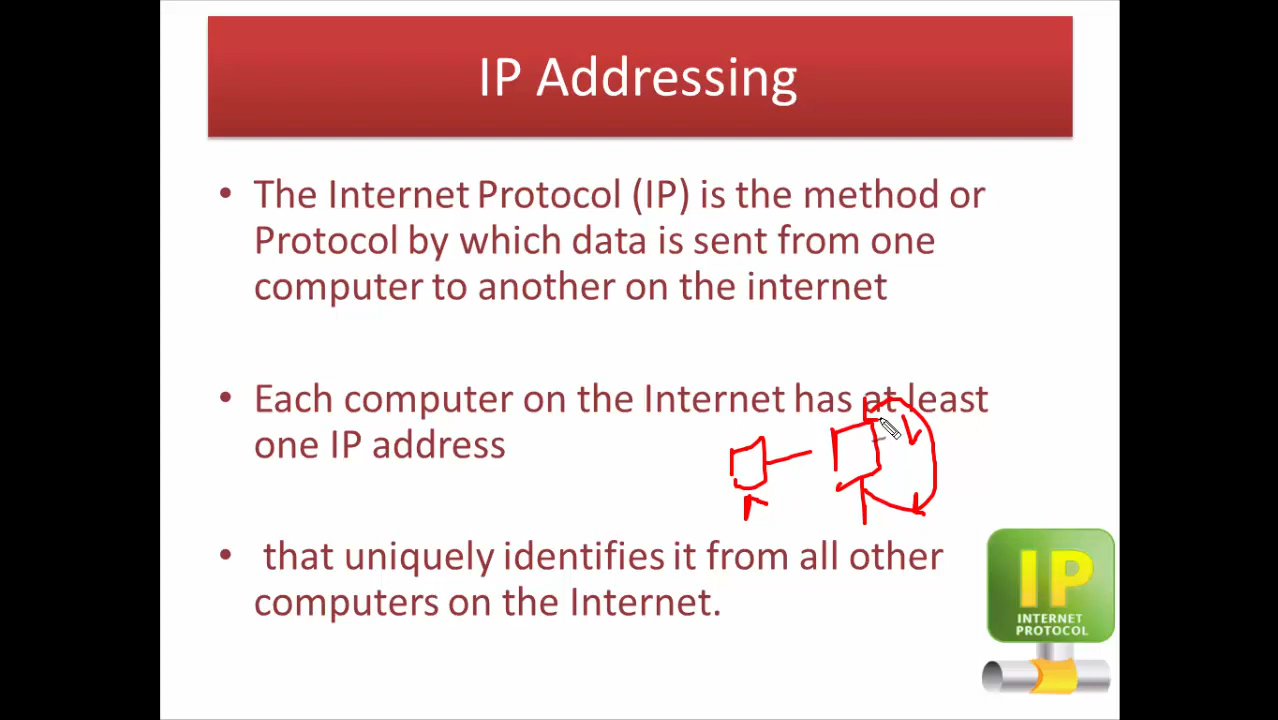 IP Addressing
• The Internet Protocol (IP) is the method or
Protocol by which data is sent from one
computer to another on the internet
• Each computer on the Internet has at least
one IP address
• that uniquely identifies it from all other
computers on the Internet.
IP
INTERNET
PROTOCOL